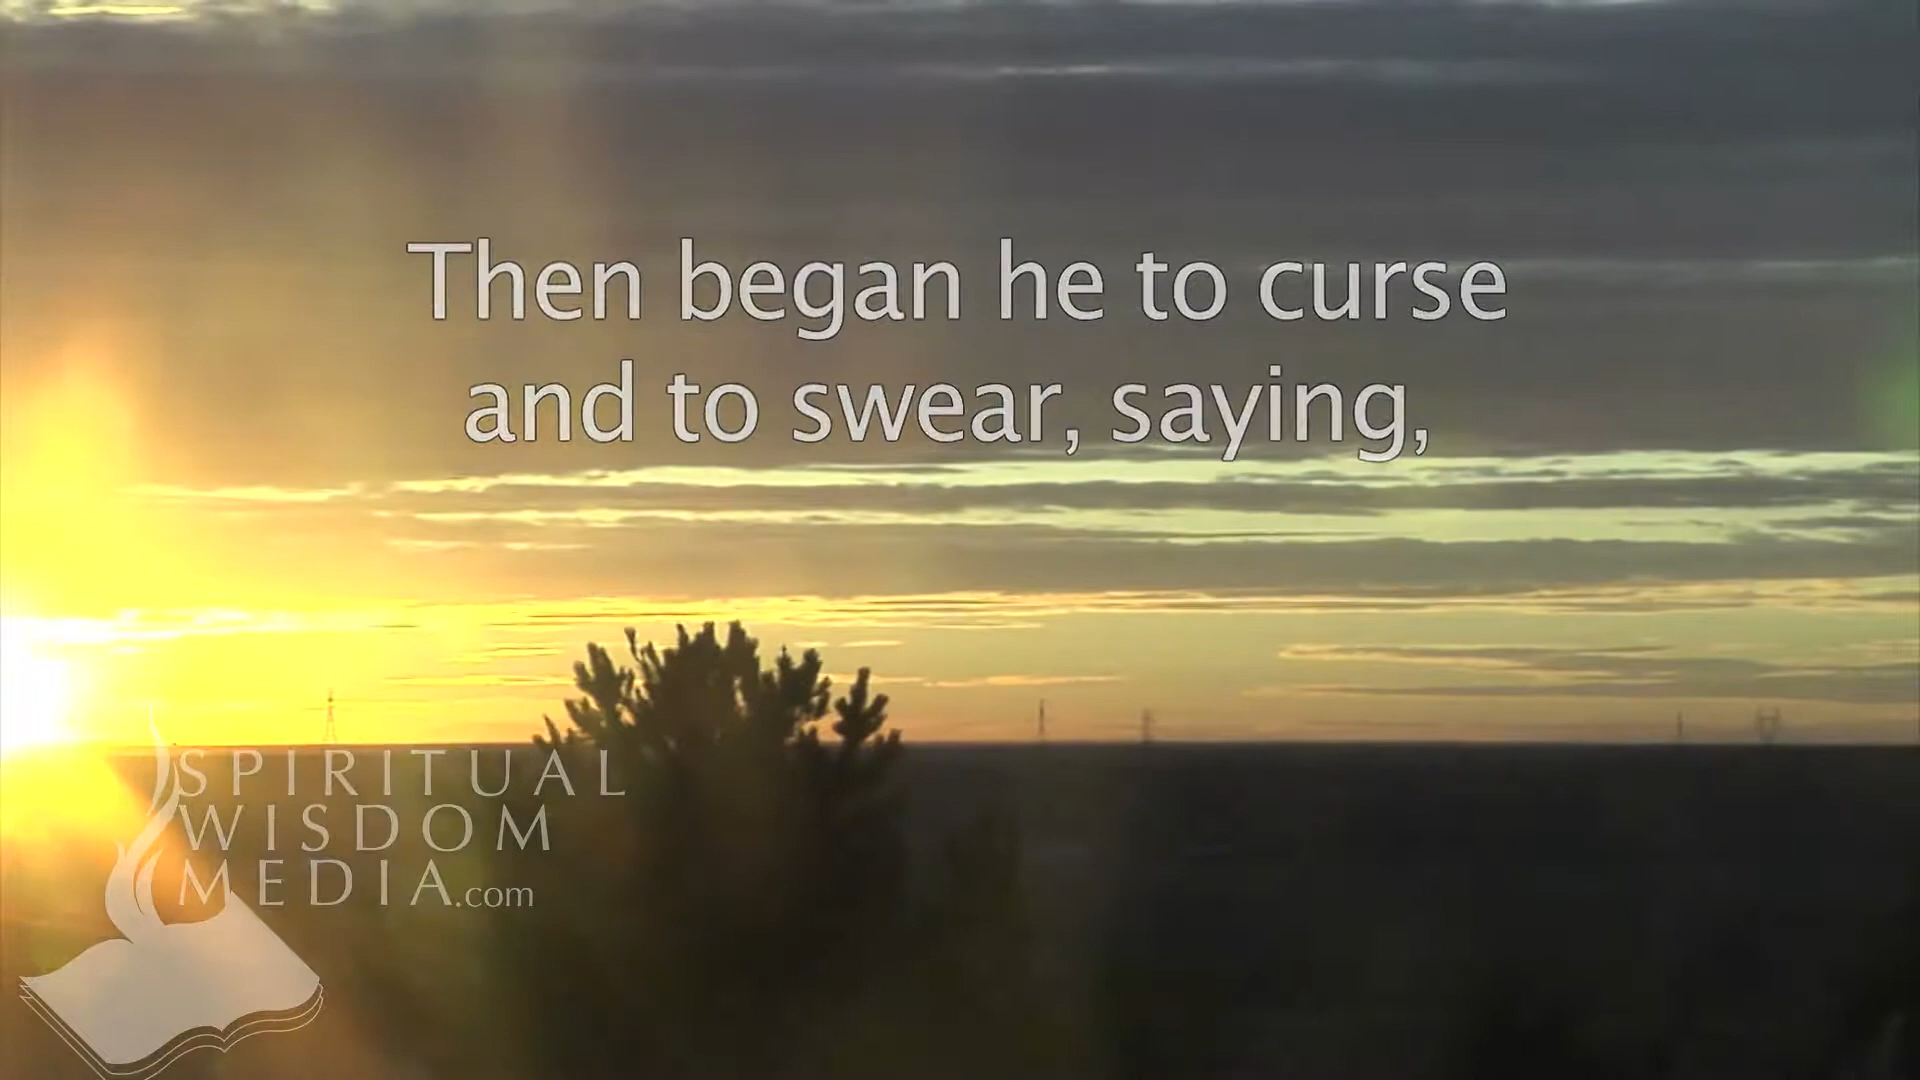 Then began he to curse
and to swear, saying,
SPIRITUAL
WISDOM
MEDIA.com